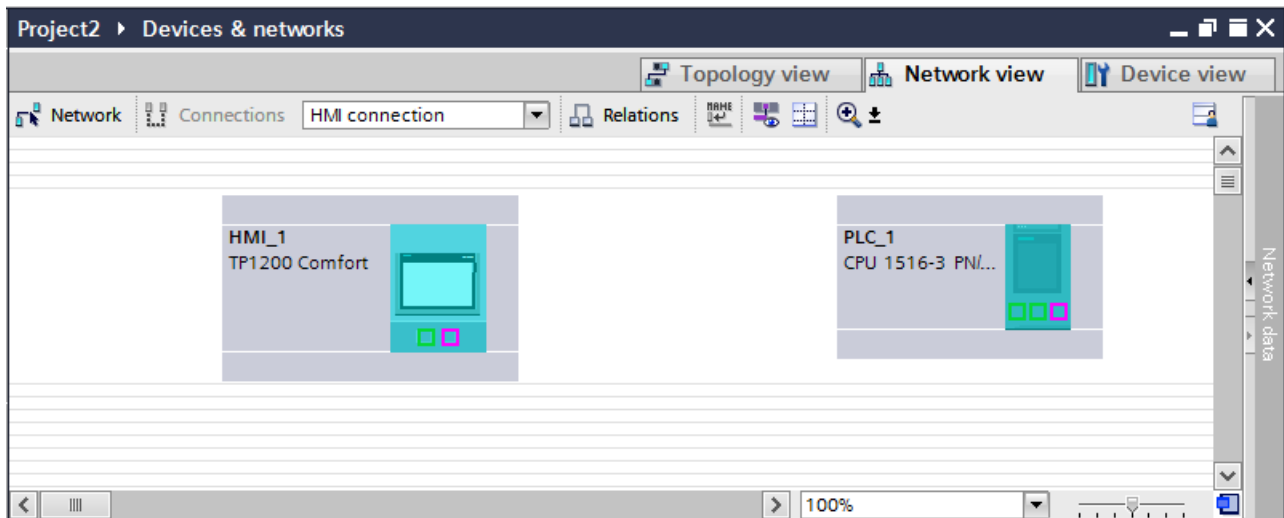 Project2 ▸ Devices & networks
Topology view Network view Device view
Network Connections HMI connection Relations NAME
HMI_1
TP1200 Comfort
PLC_1
CPU 1516-3 PN/...
Network data
100%